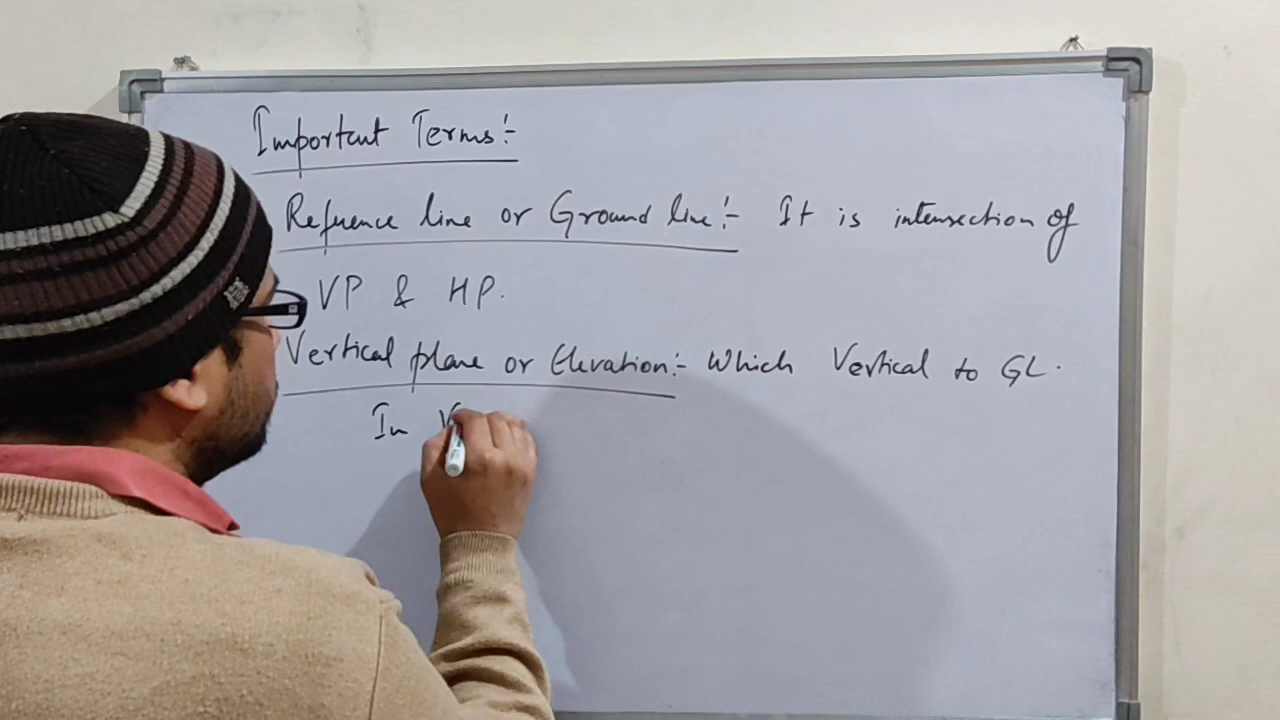 Important Terms:-
Reference line or Ground line:- It is intersection of
VP & HP.
Vertical plane or Elevation:- Which Vertical to GL.
In V